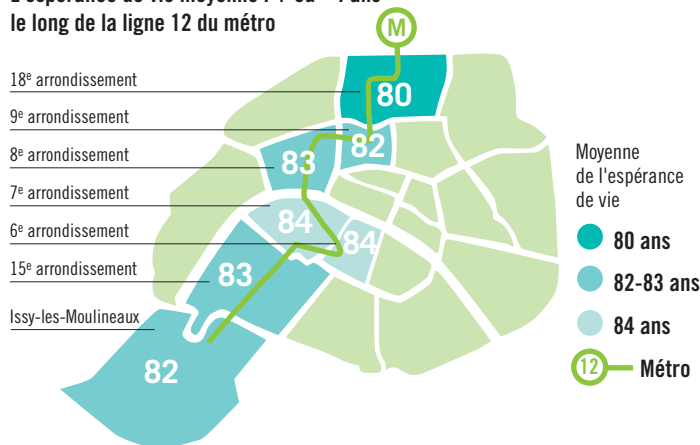 le long de la ligne 12 du métro
M
18e arrondissement
80
9e arrondissement
82
8e arrondissement
83
7e arrondissement
84
6e arrondissement
84
15e arrondissement
83
Issy-les-Moulineaux
82
Moyenne
de l'espérance
de vie
80 ans
82-83 ans
84 ans
12 Métro